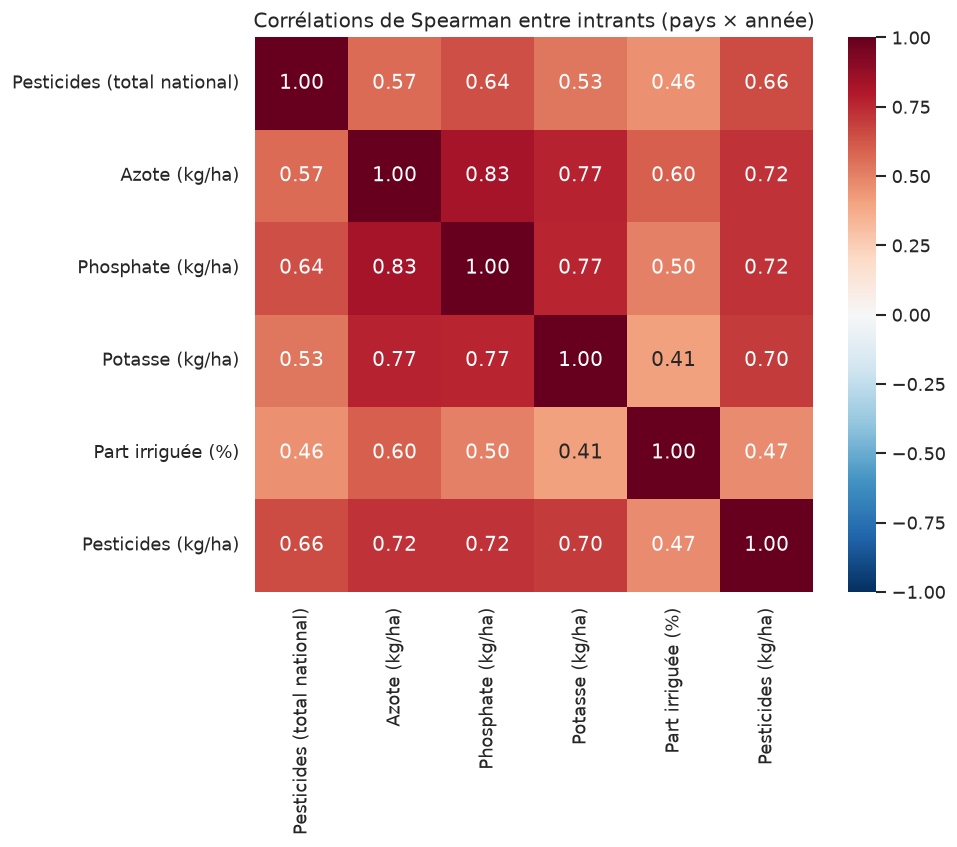 Corrélations de Spearman entre intrants (pays × année)
Pesticides (total national) 1.00 0.57 0.64 0.53 0.46 0.66
Azote (kg/ha) 0.57 1.00 0.83 0.77 0.60 0.72
Phosphate (kg/ha) 0.64 0.83 1.00 0.77 0.50 0.72
Potasse (kg/ha) 0.53 0.77 0.77 1.00 0.41 0.70
Part irriguée (%) 0.46 0.60 0.50 0.41 1.00 0.47
Pesticides (kg/ha) 0.66 0.72 0.72 0.70 0.47 1.00
Pesticides (total national)
Azote (kg/ha)
Phosphate (kg/ha)
Potasse (kg/ha)
Part irriguée (%)
Pesticides (kg/ha)
1.00
0.75
0.50
0.25
0.00
−0.25
−0.50
−0.75
−1.00